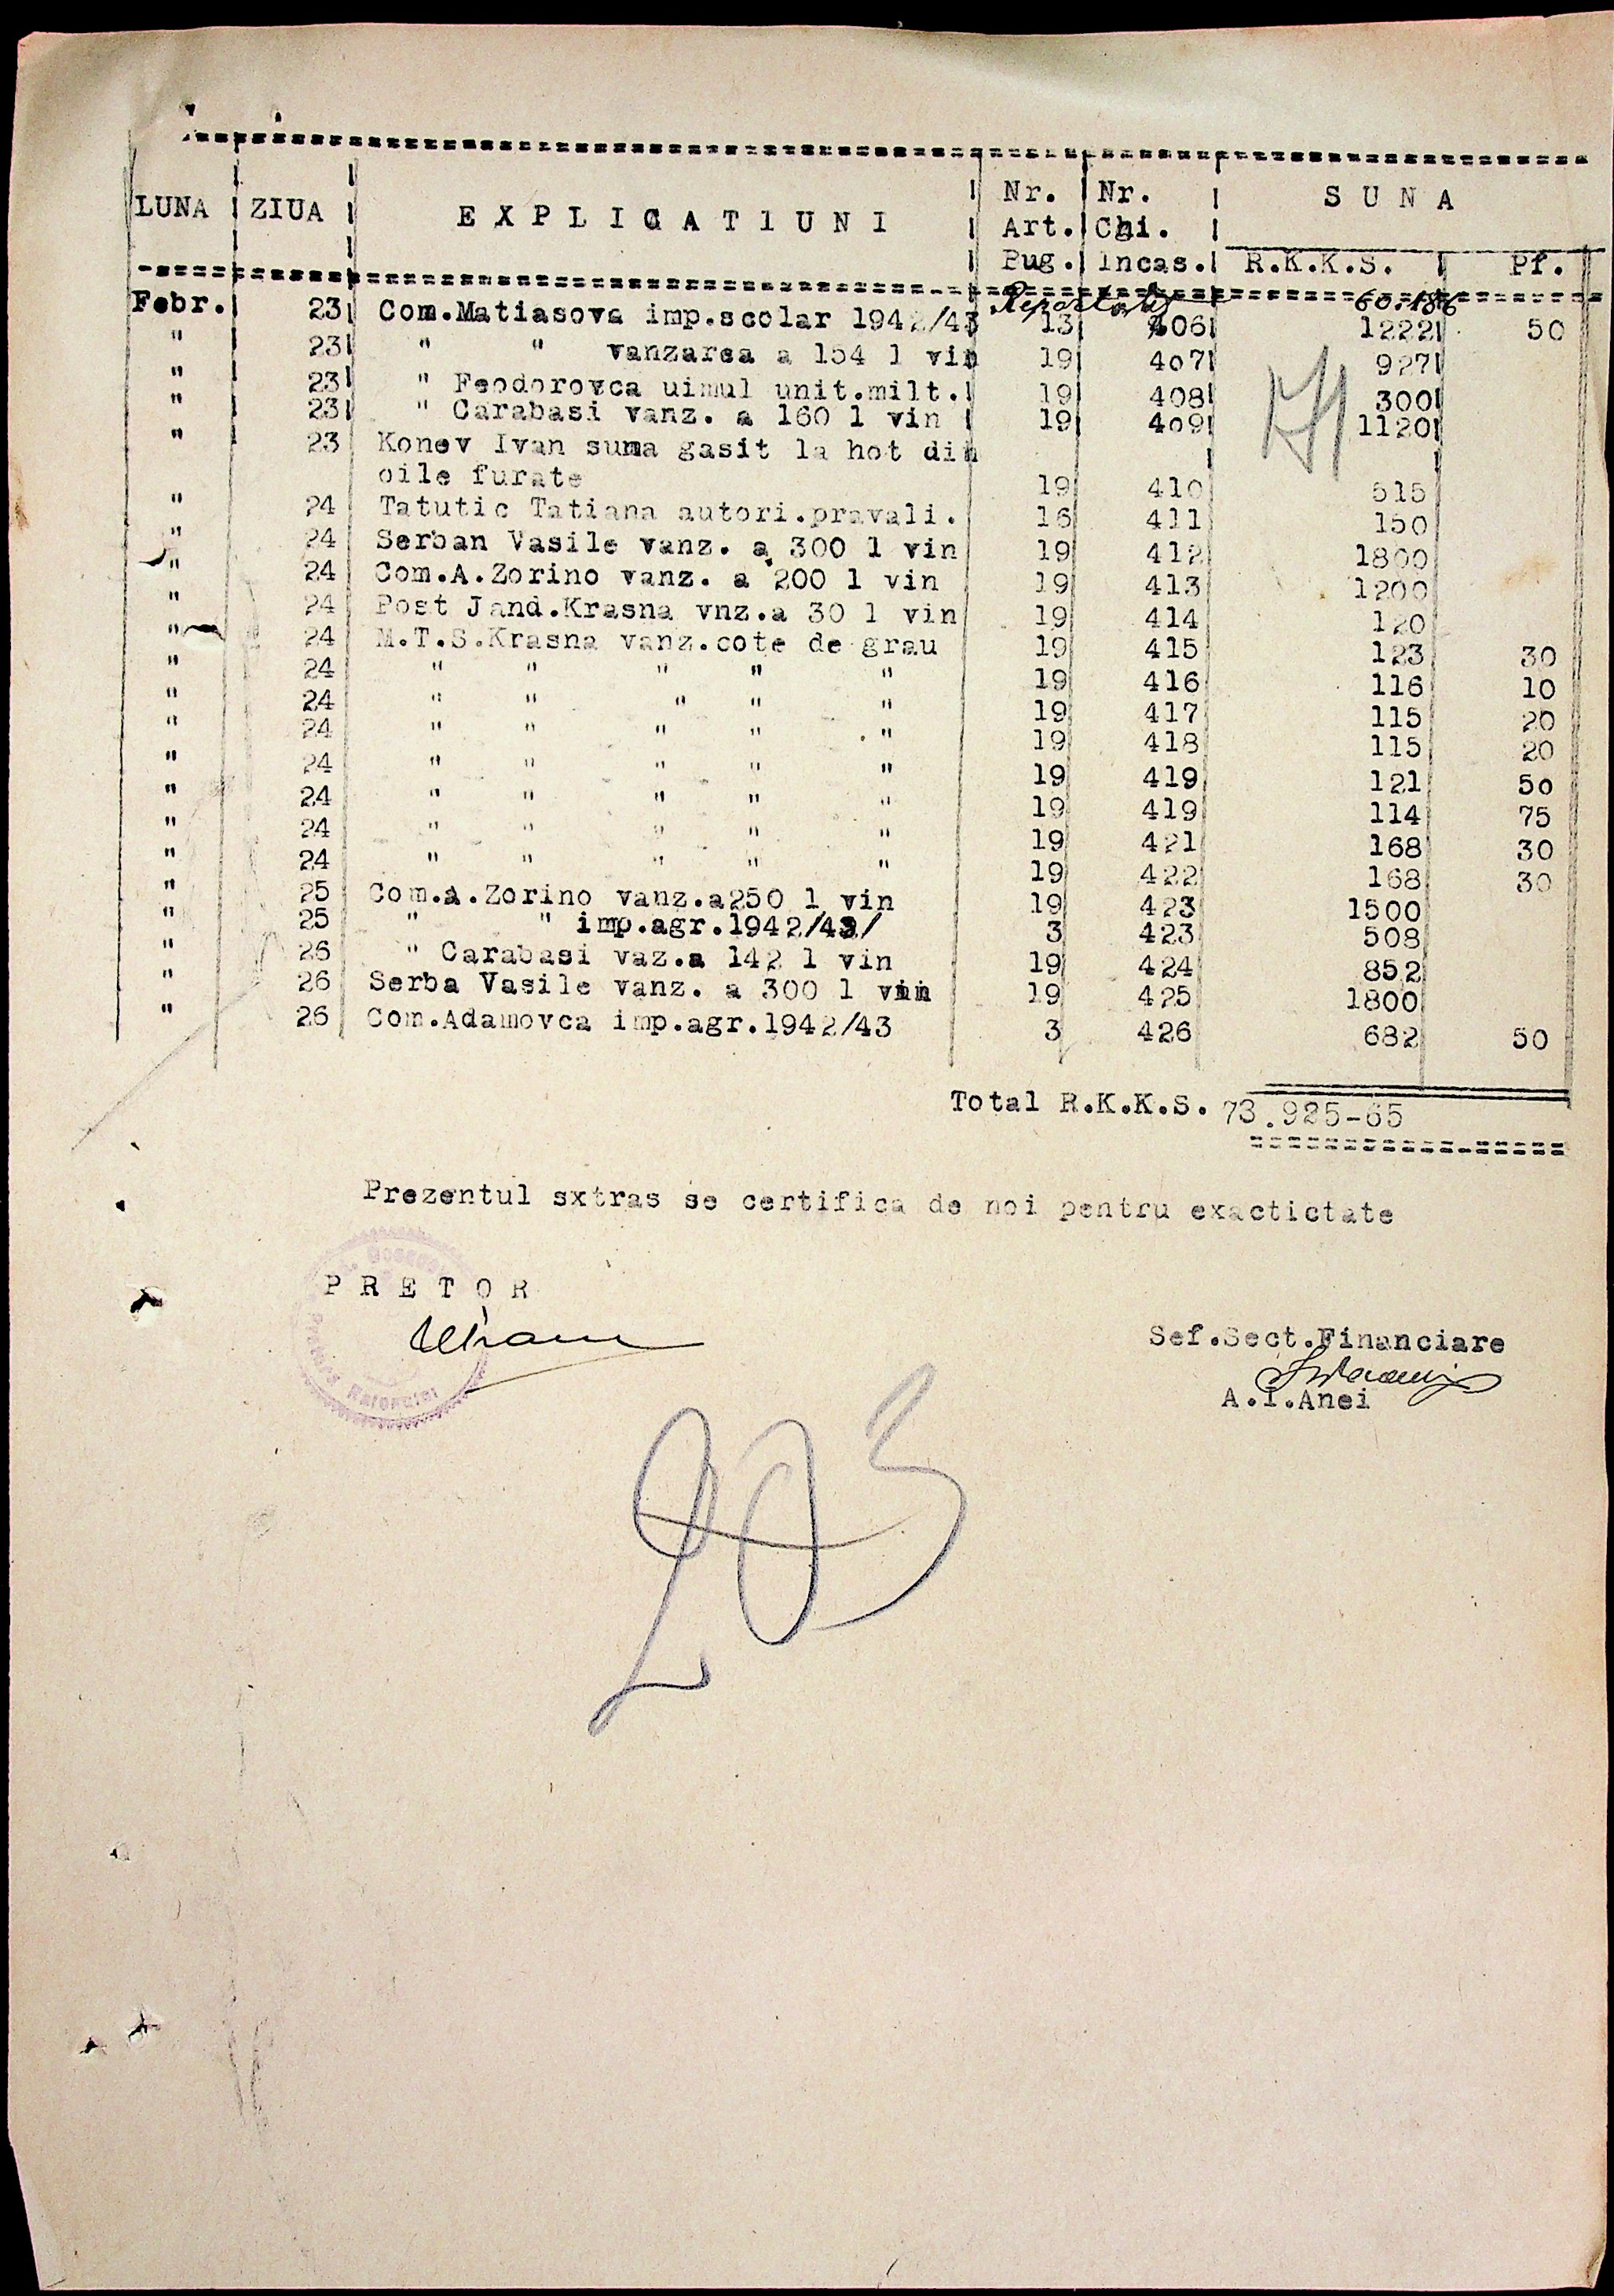 LUNA ZIUA EXPLICATIUNI Nr. Art. Bug. Nr. Chi. Incas. SUNA R.K.K.S. Pf.
Reportat 60.186
Febr. 23 Com.Matiasova imp.scolar 1942/43 13 406 1222 50
" 23 " " vanzarea a 154 l vin 19 407 927
" 23 " Feodorovca uimul unit.milt. 19 408 300
" 23 " Carabasi vanz. a 160 l vin 19 409 1120
" 23 Konev Ivan suma gasit la hot din
oile furate 19 410 515
" 24 Tatutic Tatiana autori.pravali. 16 411 150
" 24 Serban Vasile vanz. a 300 l vin 19 412 1800
" 24 Com.A.Zorino vanz. a 200 l vin 19 413 1200
" 24 Post Jand.Krasna vnz.a 30 l vin 19 414 120
" 24 M.T.S.Krasna vanz.cote de grau 19 415 123 30
" 24 " " " " " 19 416 116 10
" 24 " " " " " 19 417 115 20
" 24 " " " " " 19 418 115 20
" 24 " " " " " 19 419 121 50
" 24 " " " " " 19 419 114 75
" 24 " " " " " 19 421 168 30
" 24 " " " " " 19 422 168 30
" 25 Com.A.Zorino vanz.a250 l vin 19 423 1500
" 25 " " imp.agr.1942/43/ 3 423 508
" 26 " Carabasi vaz.a 142 l vin 19 424 852
" 26 Serba Vasile vanz. a 300 l vin 19 425 1800
" 26 Com.Adamovca imp.agr.1942/43 3 426 682 50
Total R.K.K.S. 73.925-65
Prezentul sxtras se certifica de noi pentru exactictate
PRETOR
Sef.Sect.Financiare
A.I.Anei
203